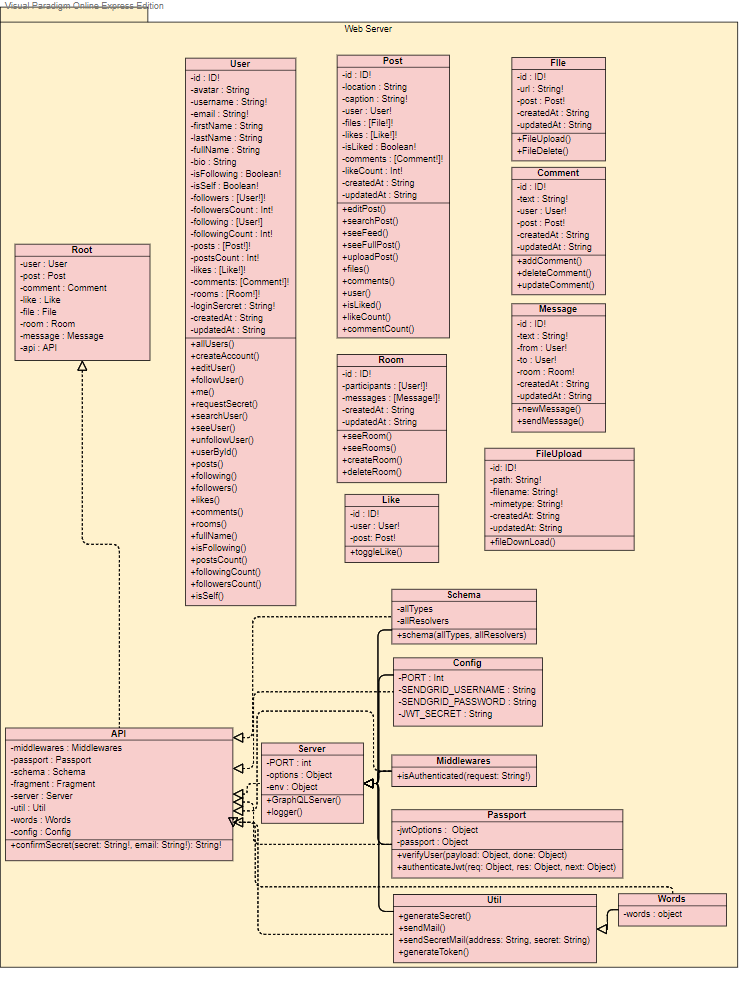 Visual Paradigm Online Express Edition
Web Server
Root
-user : User
-post : Post
-comment : Comment
-like : Like
-file : File
-room : Room
-message : Message
-api : API
User
-id : ID!
-avatar : String
-username : String!
-email : String!
-firstName : String
-lastName : String
-fullName : String
-bio : String
-isFollowing : Boolean!
-isSelf : Boolean!
-followers : [User!]!
-followersCount : Int!
-following : [User!]
-followingCount : Int!
-posts : [Post!]!
-postsCount : Int!
-likes : [Like!]!
-comments: [Comment!]!
-rooms : [Room!]!
-loginSercret : String!
-createdAt : String
-updatedAt : String
+allUsers()
+createAccount()
+editUser()
+followUser()
+me()
+requestSecret()
+searchUser()
+seeUser()
+unfollowUser()
+userById()
+posts()
+following()
+followers()
+likes()
+comments()
+rooms()
+fullName()
+isFollowing()
+postsCount()
+followingCount()
+followersCount()
+isSelf()
Post
-id : ID!
-location : String
-caption : String!
-user : User!
-files : [File!]!
-likes : [Like!]!
-isLiked : Boolean!
-comments : [Comment!]!
-likeCount : Int!
-createdAt : String
-updatedAt : String
+editPost()
+searchPost()
+seeFeed()
+seeFullPost()
+uploadPost()
+files()
+comments()
+user()
+isLiked()
+likeCount()
+commentCount()
Room
-id : ID!
-participants : [User!]!
-messages : [Message!]!
-createdAt : String
-updatedAt : String
+seeRoom()
+seeRooms()
+createRoom()
+deleteRoom()
Like
-id : ID!
-user : User!
-post: Post!
+toggleLike()
FIle
-id : ID!
-url : String!
-post : Post!
-createdAt : String
-updatedAt : String
+FileUpload()
+FileDelete()
Comment
-id : ID!
-text : String!
-user : User!
-post : Post!
-createdAt : String
-updatedAt : String
+addComment()
+deleteComment()
+updateComment()
Message
-id : ID!
-text : String!
-from : User!
-to : User!
-room : Room!
-createdAt : String
-updatedAt : String
+newMessage()
+sendMessage()
FileUpload
-id: ID!
-path: String!
-filename: String!
-mimetype: String!
-createdAt: String
-updatedAt: String
+fileDownLoad()
Schema
-allTypes
-allResolvers
+schema(allTypes, allResolvers)
Config
-PORT : Int
-SENDGRID_USERNAME : String
-SENDGRID_PASSWORD : String
-JWT_SECRET : String
API
-middlewares : Middlewares
-passport : Passport
-schema : Schema
-fragment : Fragment
-server : Server
-util : Util
-words : Words
-config : Config
+confirmSecret(secret: String!, email: String!): String!
Server
-PORT : int
-options : Object
-env : Object
+GraphQLServer()
+logger()
Middlewares
+isAuthenticated(request: String!)
Passport
-jwtOptions : Object
-passport : Object
+verifyUser(payload: Object, done: Object)
+authenticateJwt(req: Object, res: Object, next: Object)
Util
+generateSecret()
+sendMail()
+sendSecretMail(address: String, secret: String)
+generateToken()
Words
-words : object